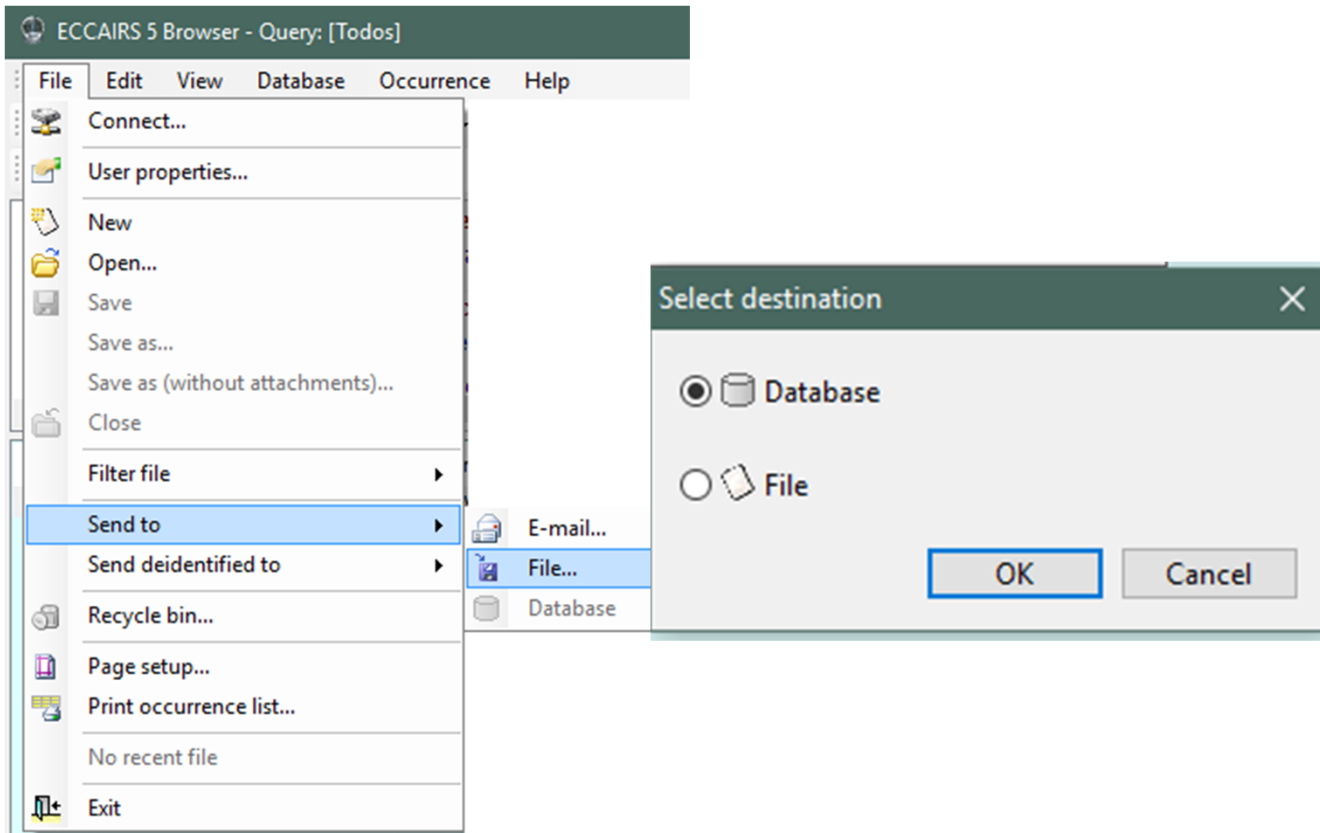 ECCAIRS 5 Browser - Query: [Todos]
File Edit View Database Occurrence Help
Connect...
User properties...
New
Open...
Save
Save as...
Save as (without attachments)...
Close
Filter file
Send to
Send deidentified to
Recycle bin...
Page setup...
Print occurrence list...
No recent file
Exit
E-mail...
File...
Database
Select destination
Database
File
OK Cancel